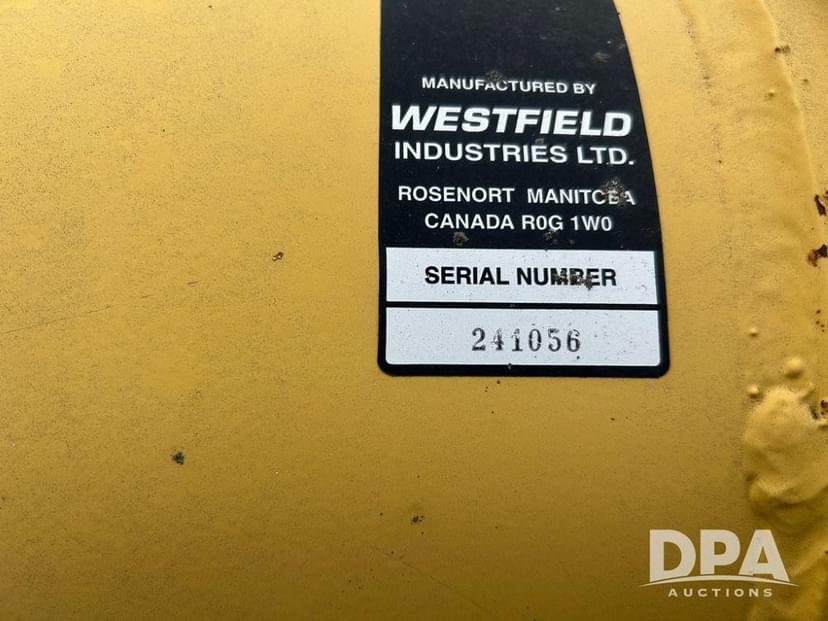 MANUFACTURED BY
WESTFIELD
INDUSTRIES LTD.
ROSENORT MANITOBA
CANADA R0G 1W0
SERIAL NUMBER
241056
DPA
AUCTIONS